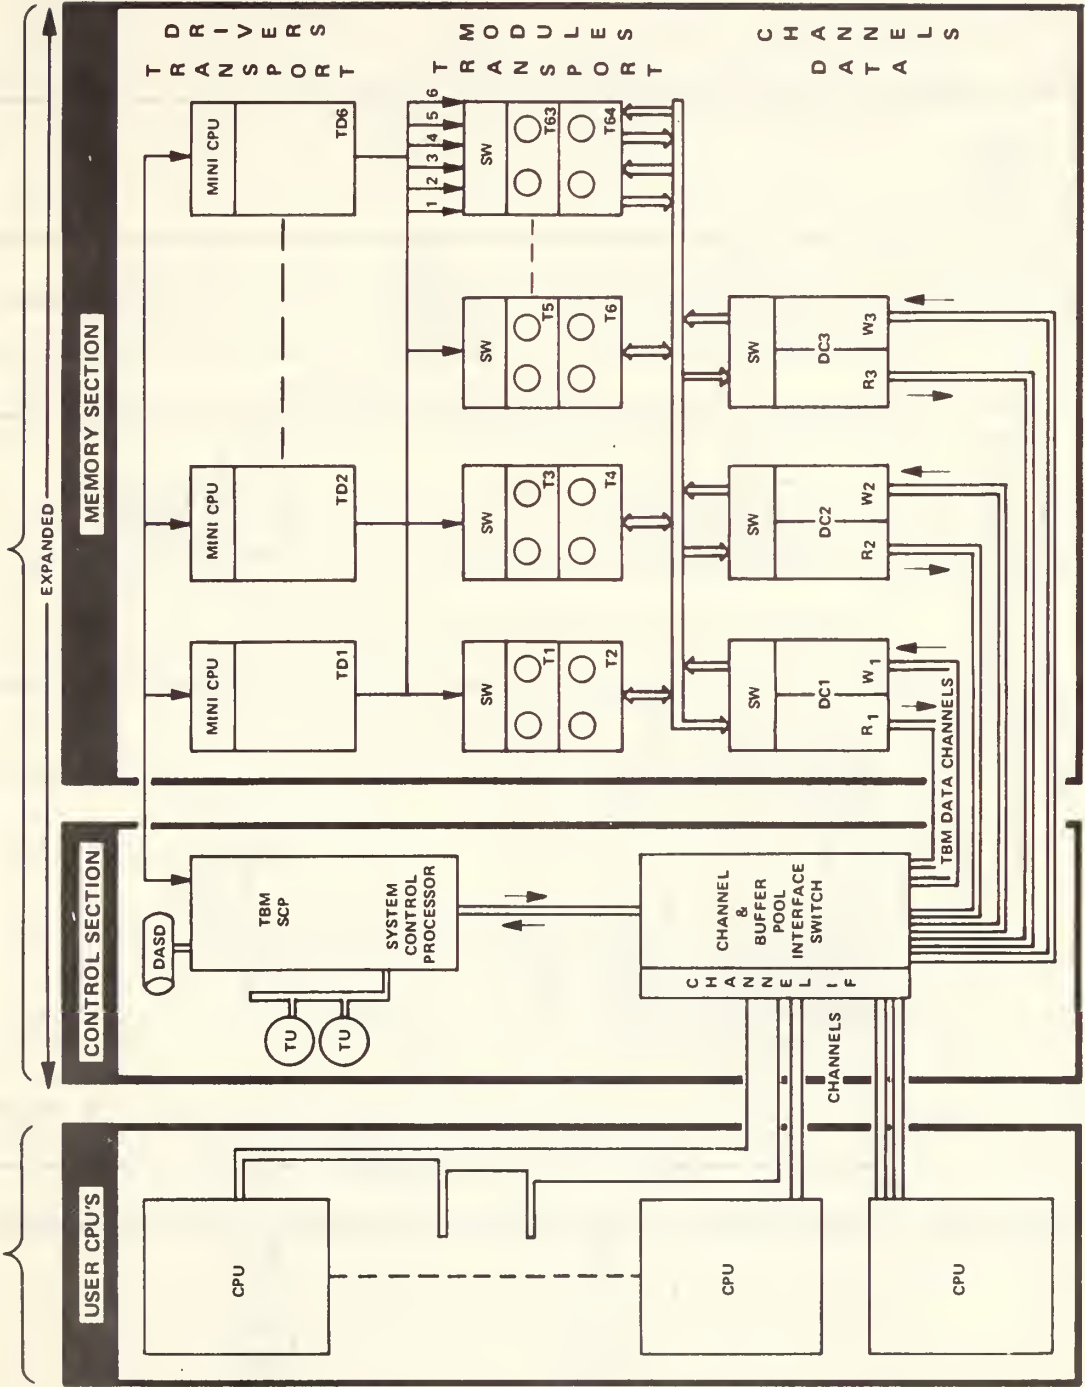 EXPANDED
USER CPU'S
CONTROL SECTION
MEMORY SECTION
CPU
CPU
CPU
CHANNELS
DASD
TU
TU
TBM
SCP
SYSTEM
CONTROL
PROCESSOR
CHANNEL IF
CHANNEL
&
BUFFER
POOL
INTERFACE
SWITCH
TBM DATA CHANNELS
MINI CPU
TD1
MINI CPU
TD2
MINI CPU
TD6
TRANSPORT
DRIVERS
SW
T1
T2
SW
T3
T4
SW
T5
T6
1 2 3 4 5 6
SW
T63
T64
TRANSPORT
MODULES
SW
DC1
R1 W1
SW
DC2
R2 W2
SW
DC3
R3 W3
DATA
CHANNELS